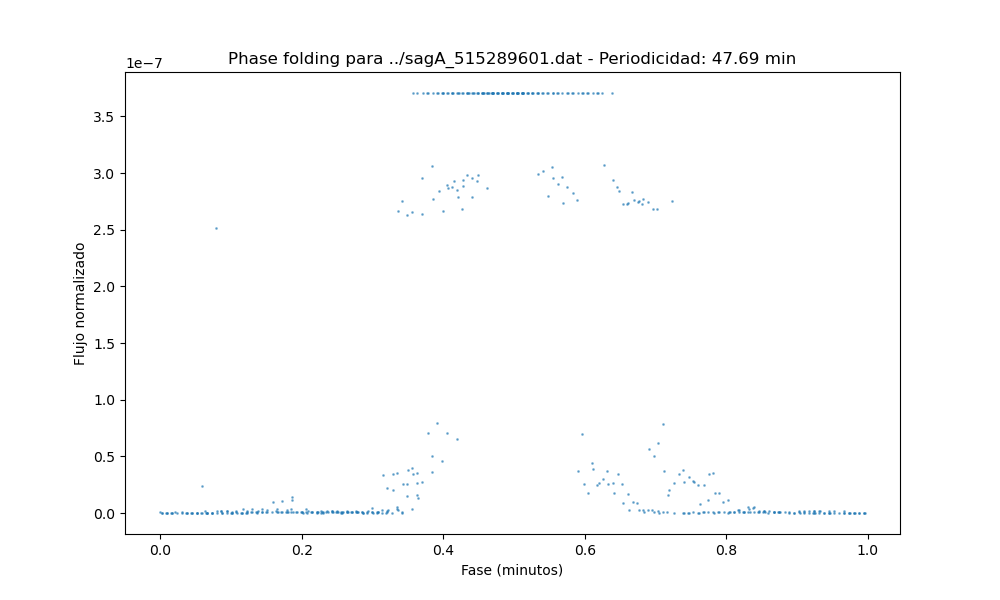 Phase folding para ../sagA_515289601.dat - Periodicidad: 47.69 min
1e−7
3.5
3.0
2.5
2.0
1.5
1.0
0.5
0.0
Flujo normalizado
0.0 0.2 0.4 0.6 0.8 1.0
Fase (minutos)